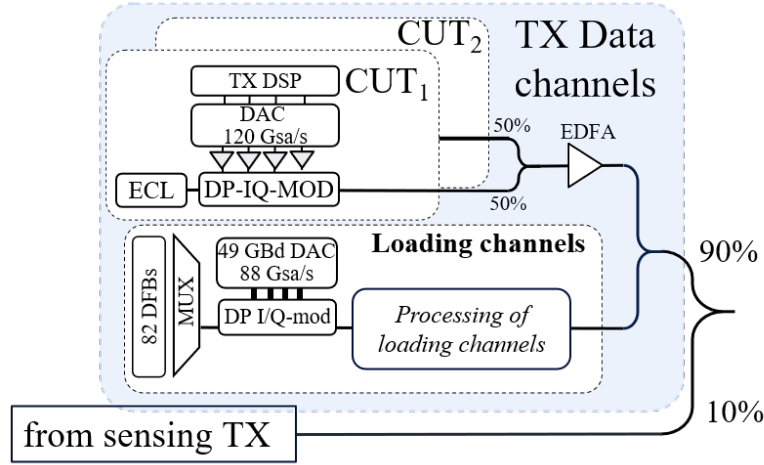 CUT2
TX Data
channels
CUT1
TX DSP
DAC
120 Gsa/s
ECL
DP-IQ-MOD
50%
50%
EDFA
Loading channels
82 DFBs
MUX
49 GBd DAC
88 Gsa/s
DP I/Q-mod
Processing of
loading channels
90%
10%
from sensing TX